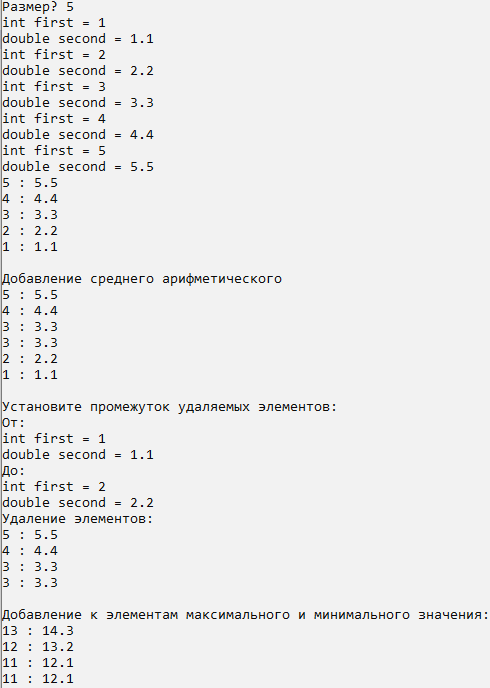 Размер? 5
int first = 1
double second = 1.1
int first = 2
double second = 2.2
int first = 3
double second = 3.3
int first = 4
double second = 4.4
int first = 5
double second = 5.5
5 : 5.5
4 : 4.4
3 : 3.3
2 : 2.2
1 : 1.1
Добавление среднего арифметического
5 : 5.5
4 : 4.4
3 : 3.3
3 : 3.3
2 : 2.2
1 : 1.1
Установите промежуток удаляемых элементов:
От:
int first = 1
double second = 1.1
До:
int first = 2
double second = 2.2
Удаление элементов:
5 : 5.5
4 : 4.4
3 : 3.3
3 : 3.3
Добавление к элементам максимального и минимального значения:
13 : 14.3
12 : 13.2
11 : 12.1
11 : 12.1